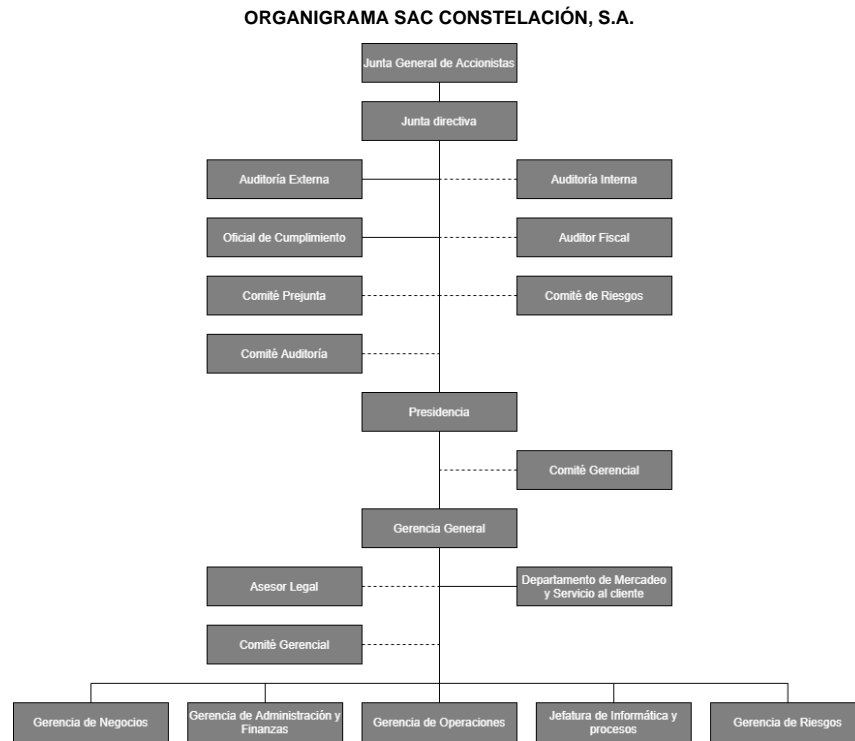 ORGANIGRAMA SAC CONSTELACIÓN, S.A.
Junta General de Accionistas
Junta directiva
Auditoría Externa
Auditoría Interna
Oficial de Cumplimiento
Auditor Fiscal
Comité Prejunta
Comité de Riesgos
Comité Auditoría
Presidencia
Comité Gerencial
Gerencia General
Asesor Legal
Departamento de Mercadeo
y Servicio al cliente
Comité Gerencial
Gerencia de Negocios
Gerencia de Administración y
Finanzas
Gerencia de Operaciones
Jefatura de Informática y
procesos
Gerencia de Riesgos